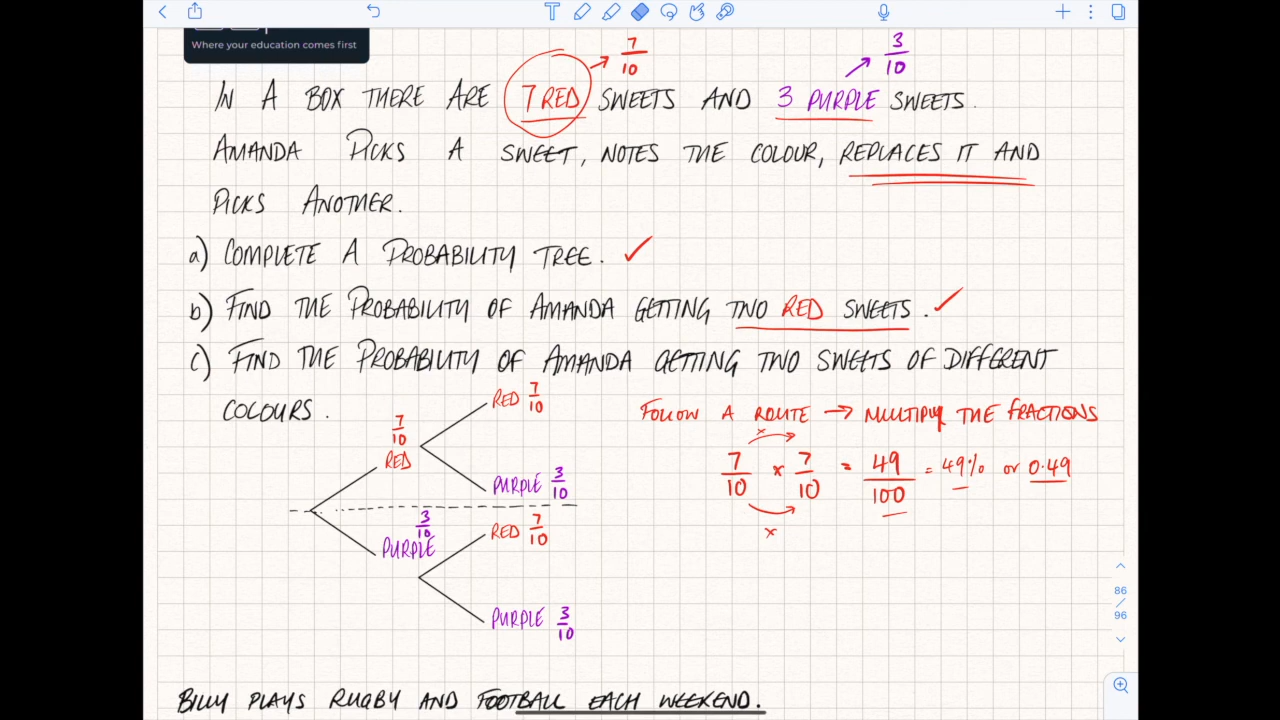 Where your education comes first
7/10
3/10
IN A BOX THERE ARE 7 RED SWEETS AND 3 PURPLE SWEETS.
AMANDA PICKS A SWEET, NOTES THE COLOUR, REPLACES IT AND
PICKS ANOTHER.
a) COMPLETE A PROBABILITY TREE. ✓
b) FIND THE PROBABILITY OF AMANDA GETTING TWO RED SWEETS. ✓
c) FIND THE PROBABILITY OF AMANDA GETTING TWO SWEETS OF DIFFERENT
COLOURS.
7/10
RED
RED 7/10
PURPLE 3/10
3/10
PURPLE
RED 7/10
PURPLE 3/10
FOLLOW A ROUTE → MULTIPLY THE FRACTIONS
x
7/10 x 7/10 = 49/100 = 49% or 0.49
x
86
/
96
BILLY PLAYS RUGBY AND FOOTBALL EACH WEEKEND.